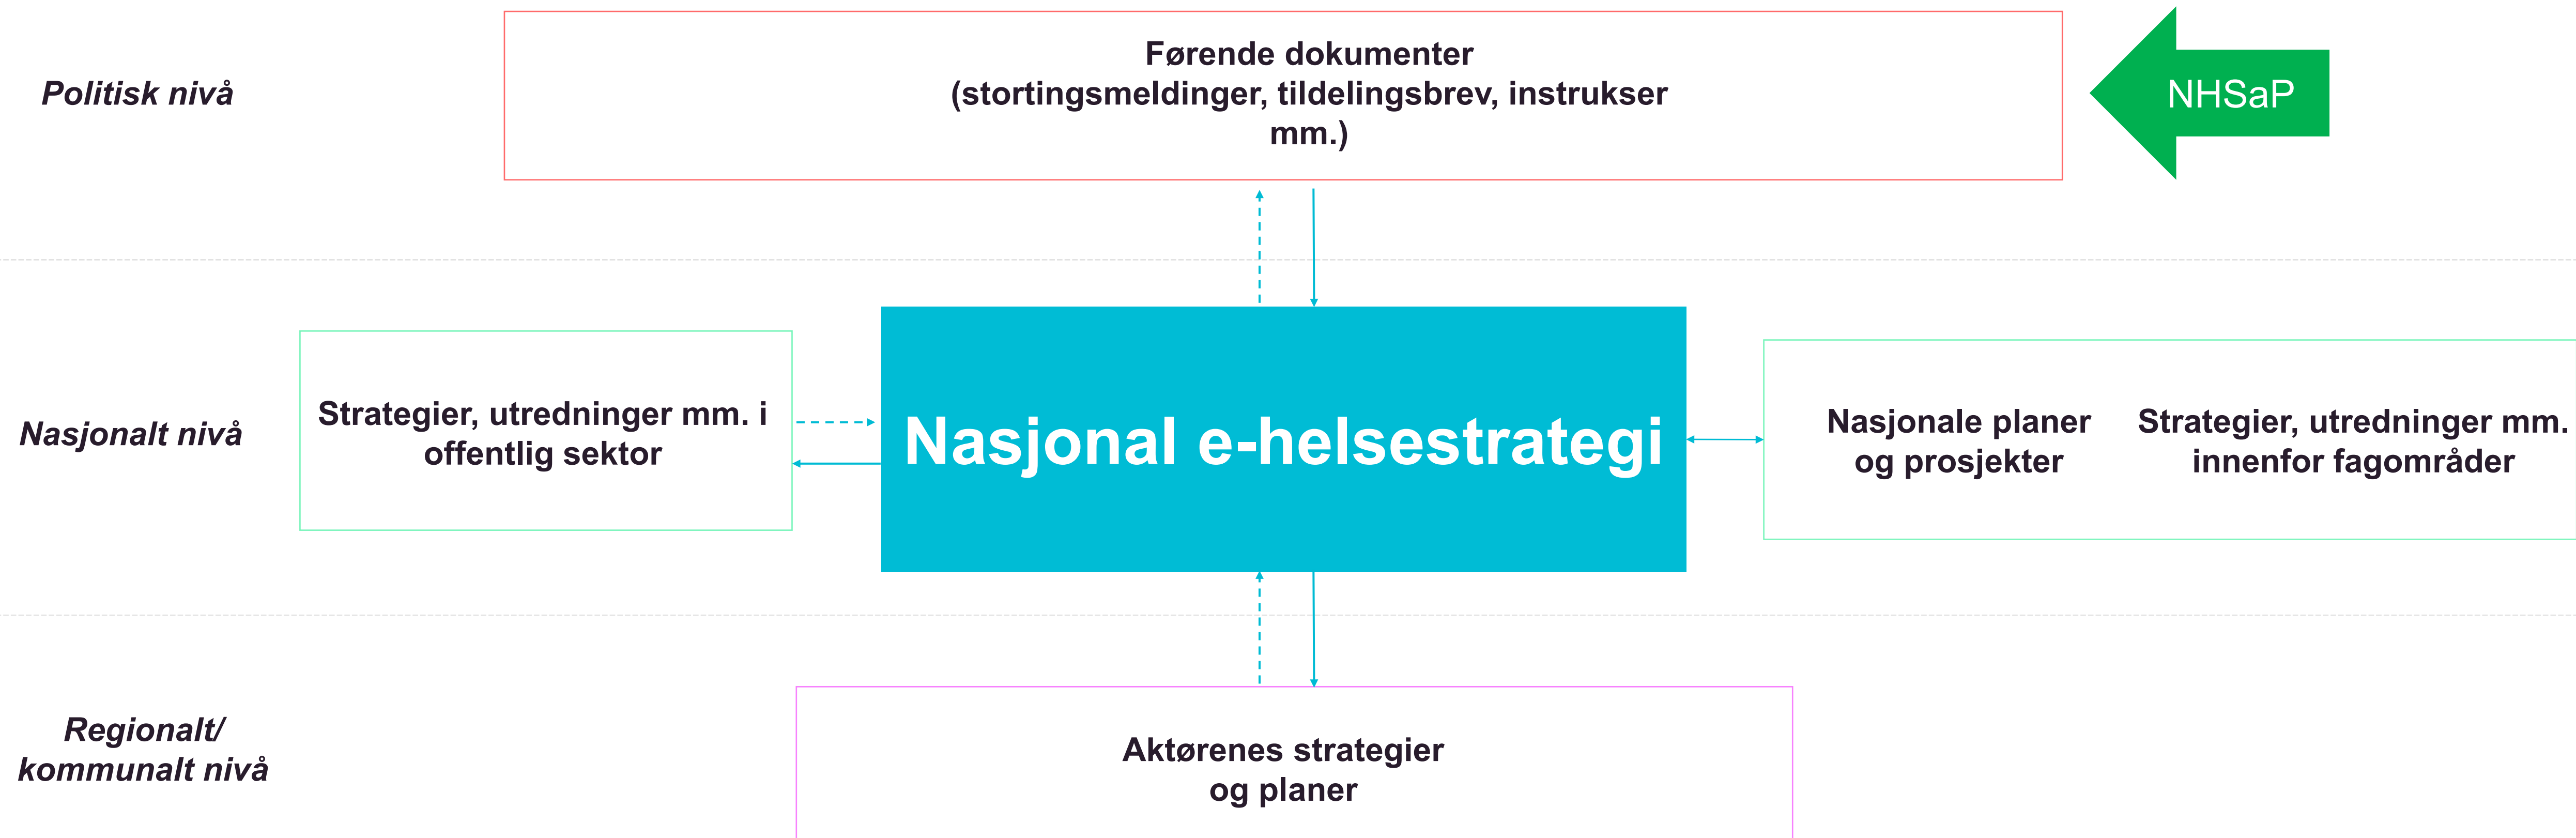 Politisk nivå
Førende dokumenter
(stortingsmeldinger, tildelingsbrev, instrukser
mm.)
NHSaP
Nasjonalt nivå
Strategier, utredninger mm. i
offentlig sektor
Nasjonal e-helsestrategi
Nasjonale planer
og prosjekter
Strategier, utredninger mm.
innenfor fagområder
Regionalt/
kommunalt nivå
Aktørenes strategier
og planer